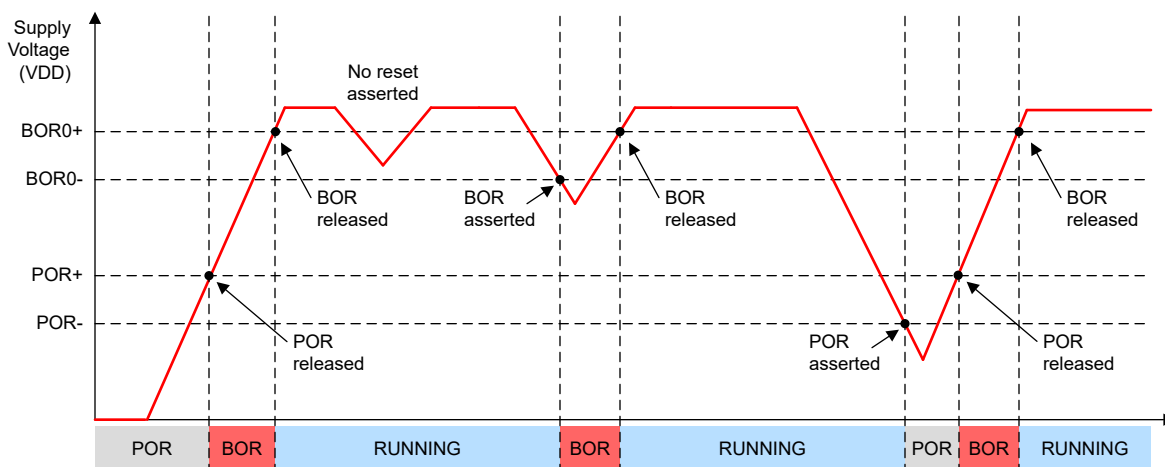 Supply
Voltage
(VDD)
No reset
asserted
BOR0+
BOR0-
BOR
released
BOR
asserted
BOR
released
BOR
released
POR+
POR-
POR
released
POR
asserted
POR
released
POR
BOR
RUNNING
BOR
RUNNING
POR
BOR
RUNNING